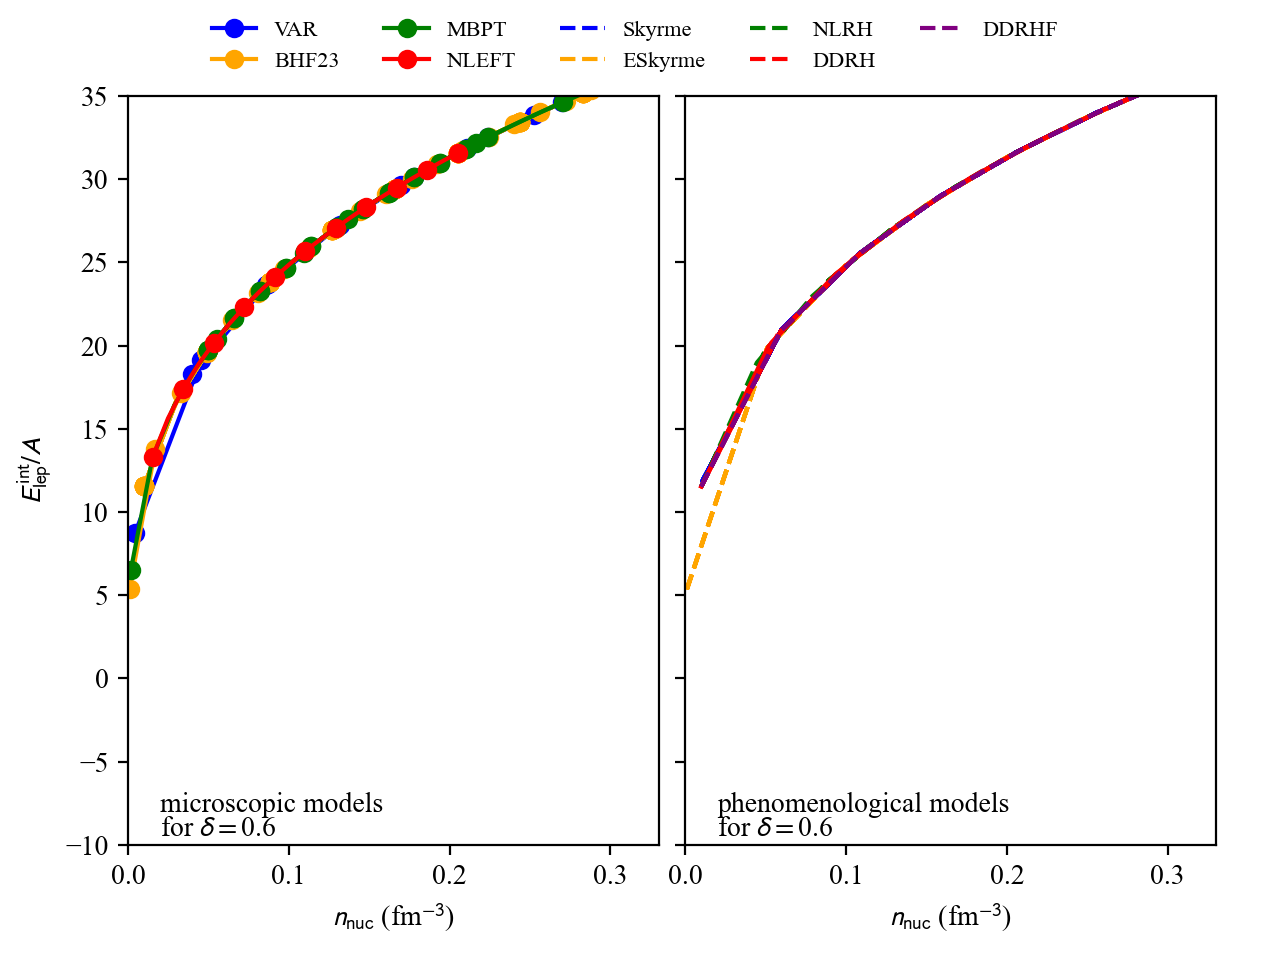 VAR MBPT Skyrme NLRH DDRHF
BHF23 NLEFT ESkyrme DDRH
35
30
25
20
15
10
5
0
−5
−10
E_lep^int/A
microscopic models
for δ = 0.6
phenomenological models
for δ = 0.6
0.0 0.1 0.2 0.3
0.0 0.1 0.2 0.3
n_nuc (fm⁻³)
n_nuc (fm⁻³)